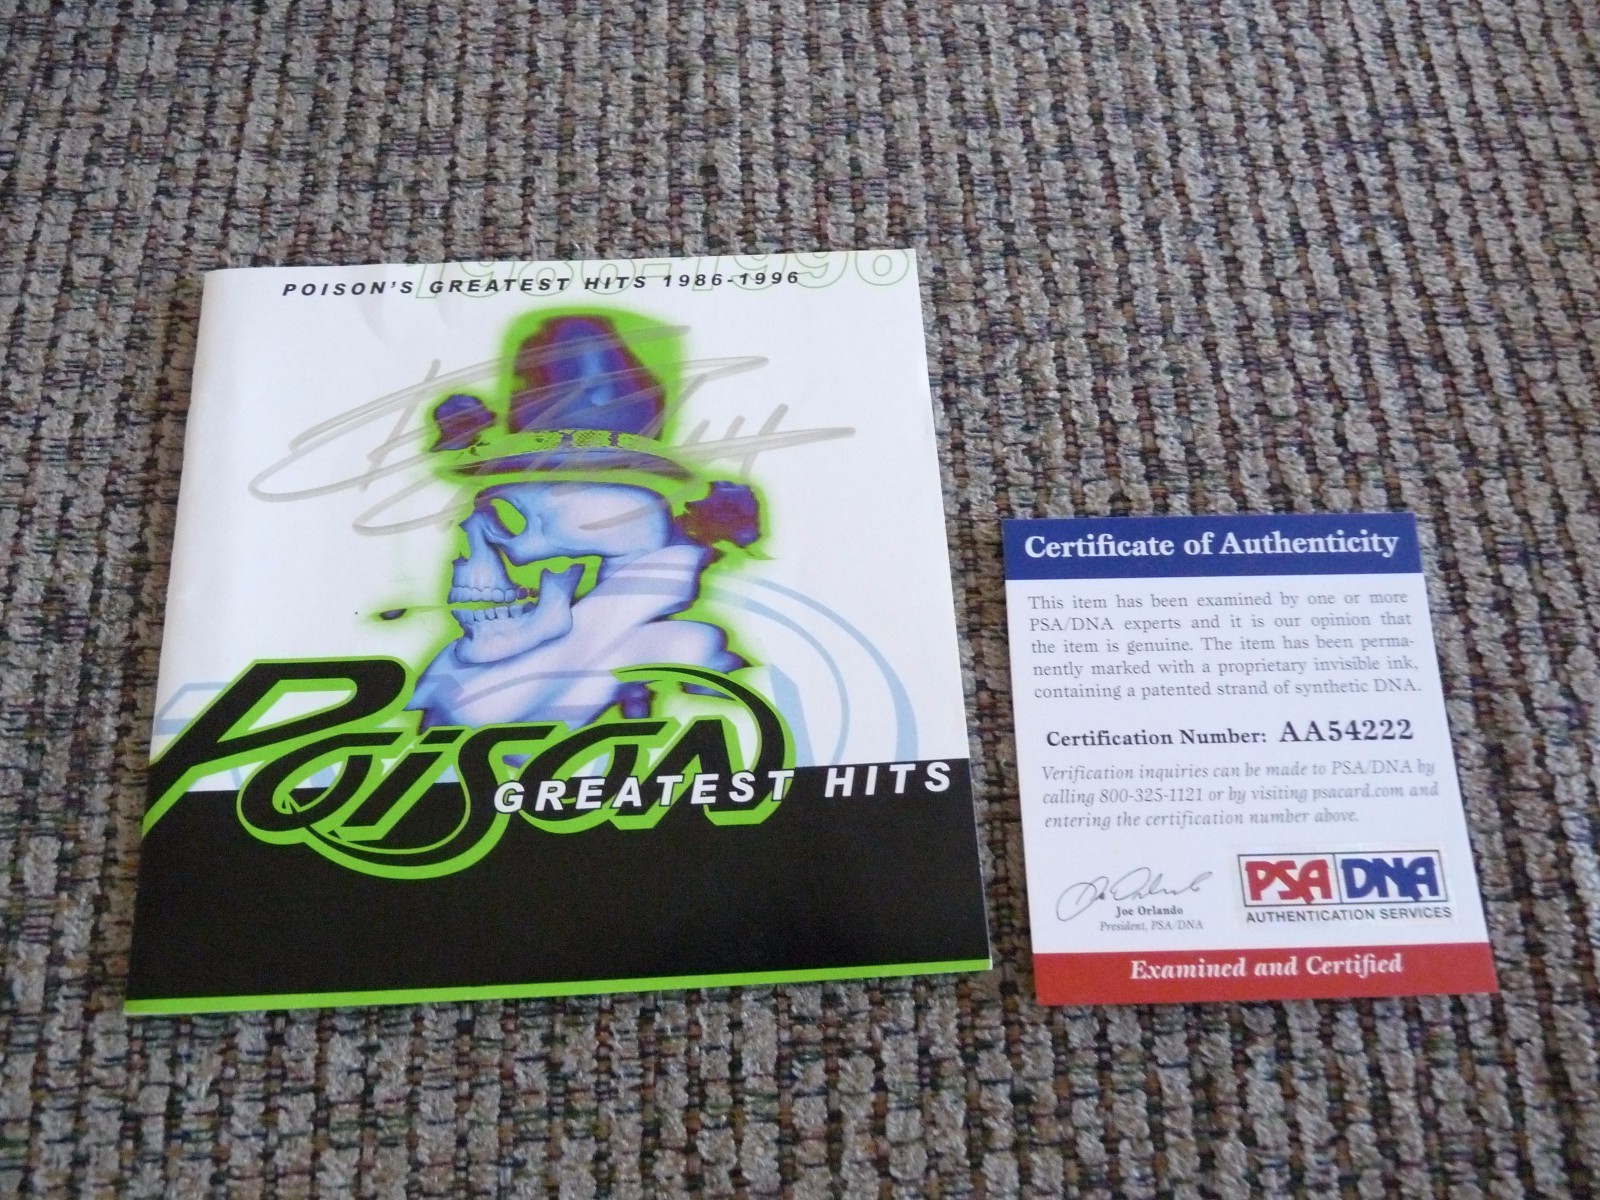 1986-1996
POISON'S GREATEST HITS 1986-1996
Poison
GREATEST HITS
Certificate of Authenticity
This item has been examined by one or more
PSA/DNA experts and it is our opinion that
the item is genuine. The item has been perma-
nently marked with a proprietary invisible ink,
containing a patented strand of synthetic DNA.
Certification Number: AA54222
Verification inquiries can be made to PSA/DNA by
calling 800-325-1121 or by visiting psacard.com and
entering the certification number above.
Joe Orlando
President, PSA/DNA
PSA DNA
AUTHENTICATION SERVICES
Examined and Certified